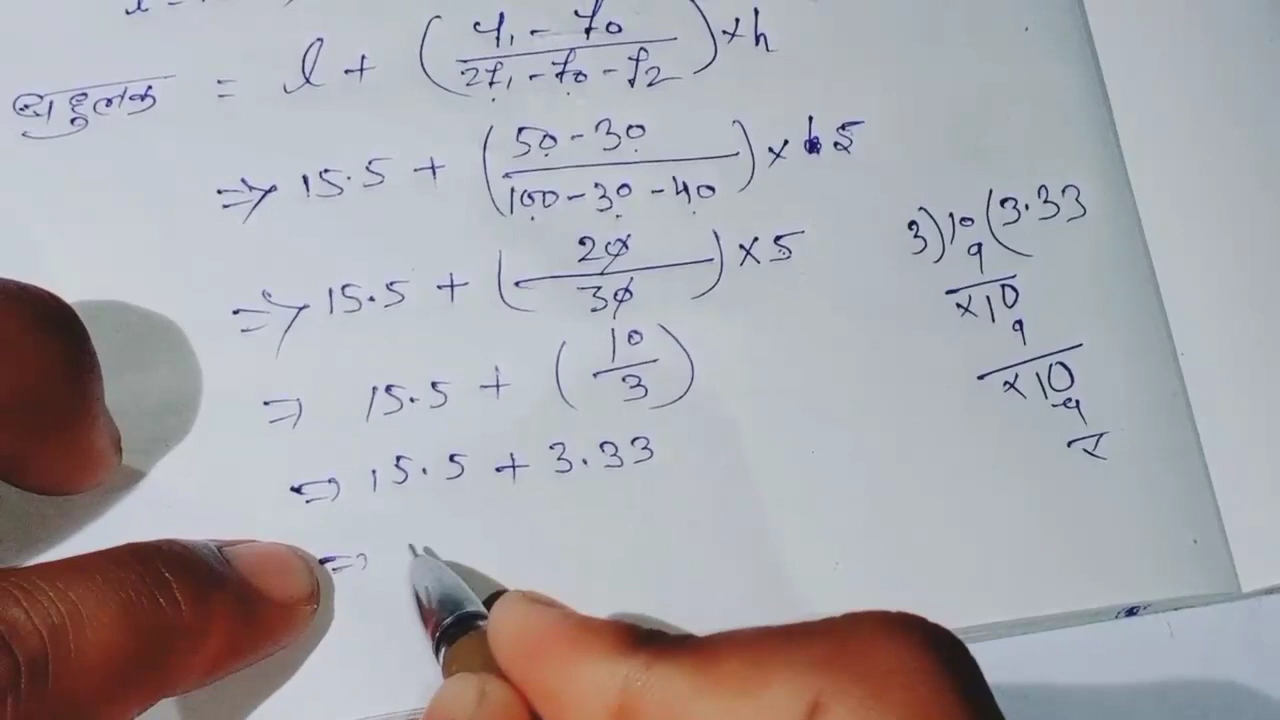 बहुलक = l + (f₁ - f₀ / 2f₁ - f₀ - f₂) × h
⇒ 15.5 + (50 - 30 / 100 - 30 - 40) × 5
⇒ 15.5 + (20 / 30) × 5
⇒ 15.5 + (10 / 3)
⇒ 15.5 + 3.33
⇒
3)10(3.33
9
×10
9
×10
9
1